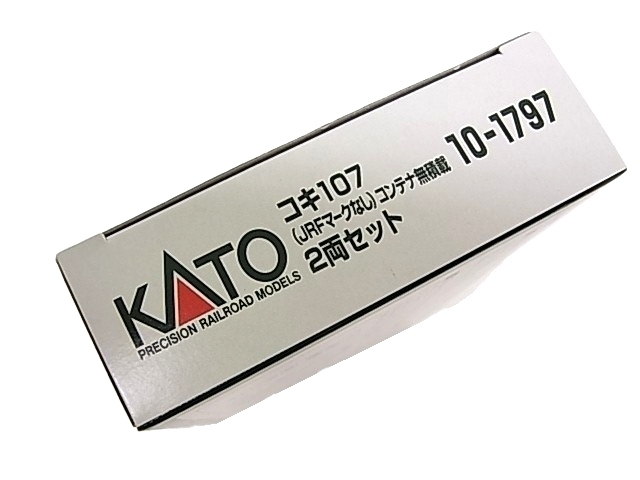 KATO
PRECISION RAILROAD MODELS
コキ107
(JRFマークなし)コンテナ無積載
2両セット
10-1797